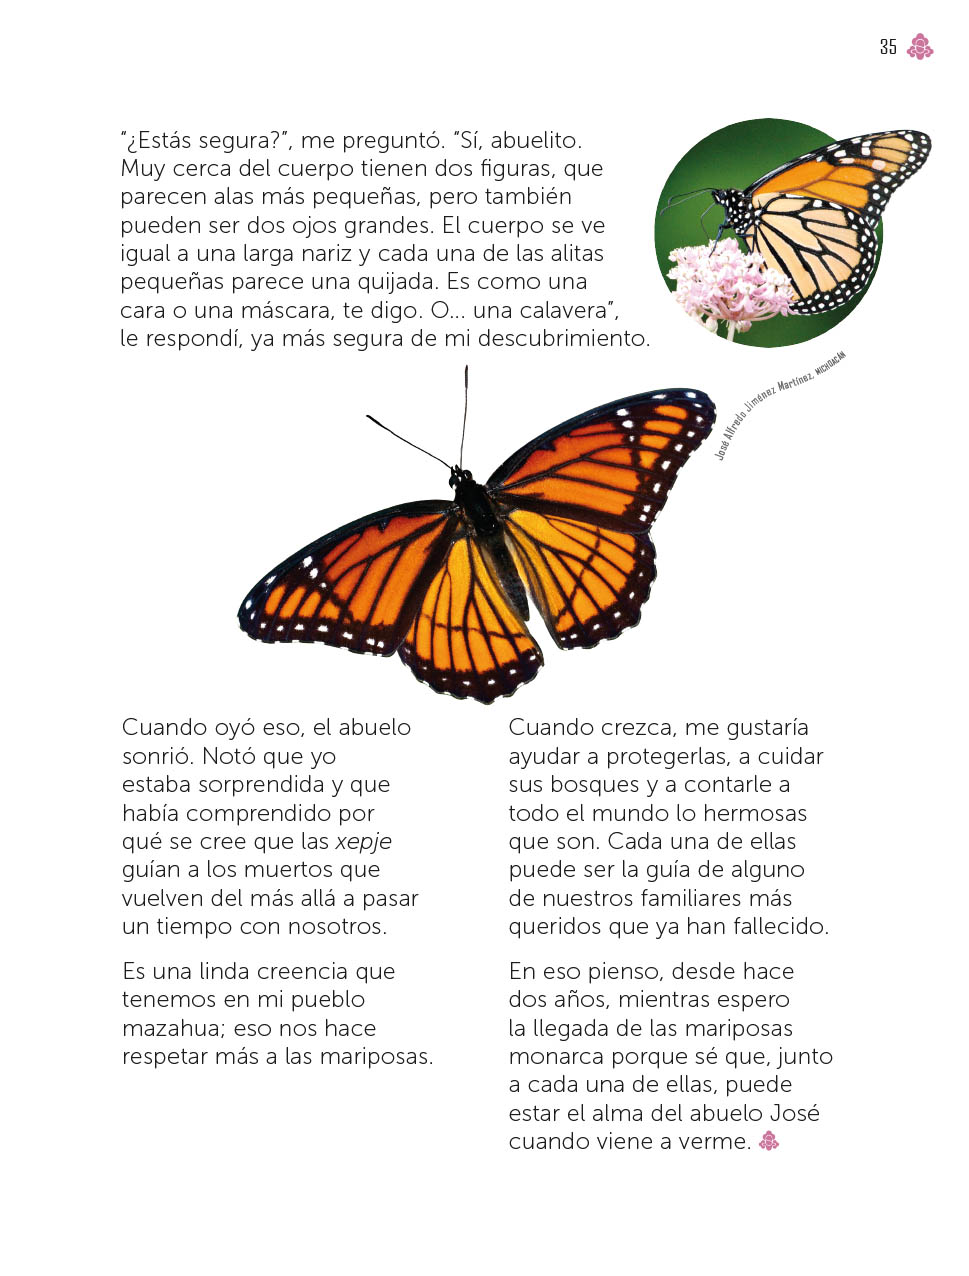 35
“¿Estás segura?”, me preguntó. “Sí, abuelito.
Muy cerca del cuerpo tienen dos figuras, que
parecen alas más pequeñas, pero también
pueden ser dos ojos grandes. El cuerpo se ve
igual a una larga nariz y cada una de las alitas
pequeñas parece una quijada. Es como una
cara o una máscara, te digo. O... una calavera”,
le respondí, ya más segura de mi descubrimiento.
José Alfredo Jiménez Martínez, MICHOACÁN
Cuando oyó eso, el abuelo
sonrió. Notó que yo
estaba sorprendida y que
había comprendido por
qué se cree que las xepje
guían a los muertos que
vuelven del más allá a pasar
un tiempo con nosotros.
Es una linda creencia que
tenemos en mi pueblo
mazahua; eso nos hace
respetar más a las mariposas.
Cuando crezca, me gustaría
ayudar a protegerlas, a cuidar
sus bosques y a contarle a
todo el mundo lo hermosas
que son. Cada una de ellas
puede ser la guía de alguno
de nuestros familiares más
queridos que ya han fallecido.
En eso pienso, desde hace
dos años, mientras espero
la llegada de las mariposas
monarca porque sé que, junto
a cada una de ellas, puede
estar el alma del abuelo José
cuando viene a verme.